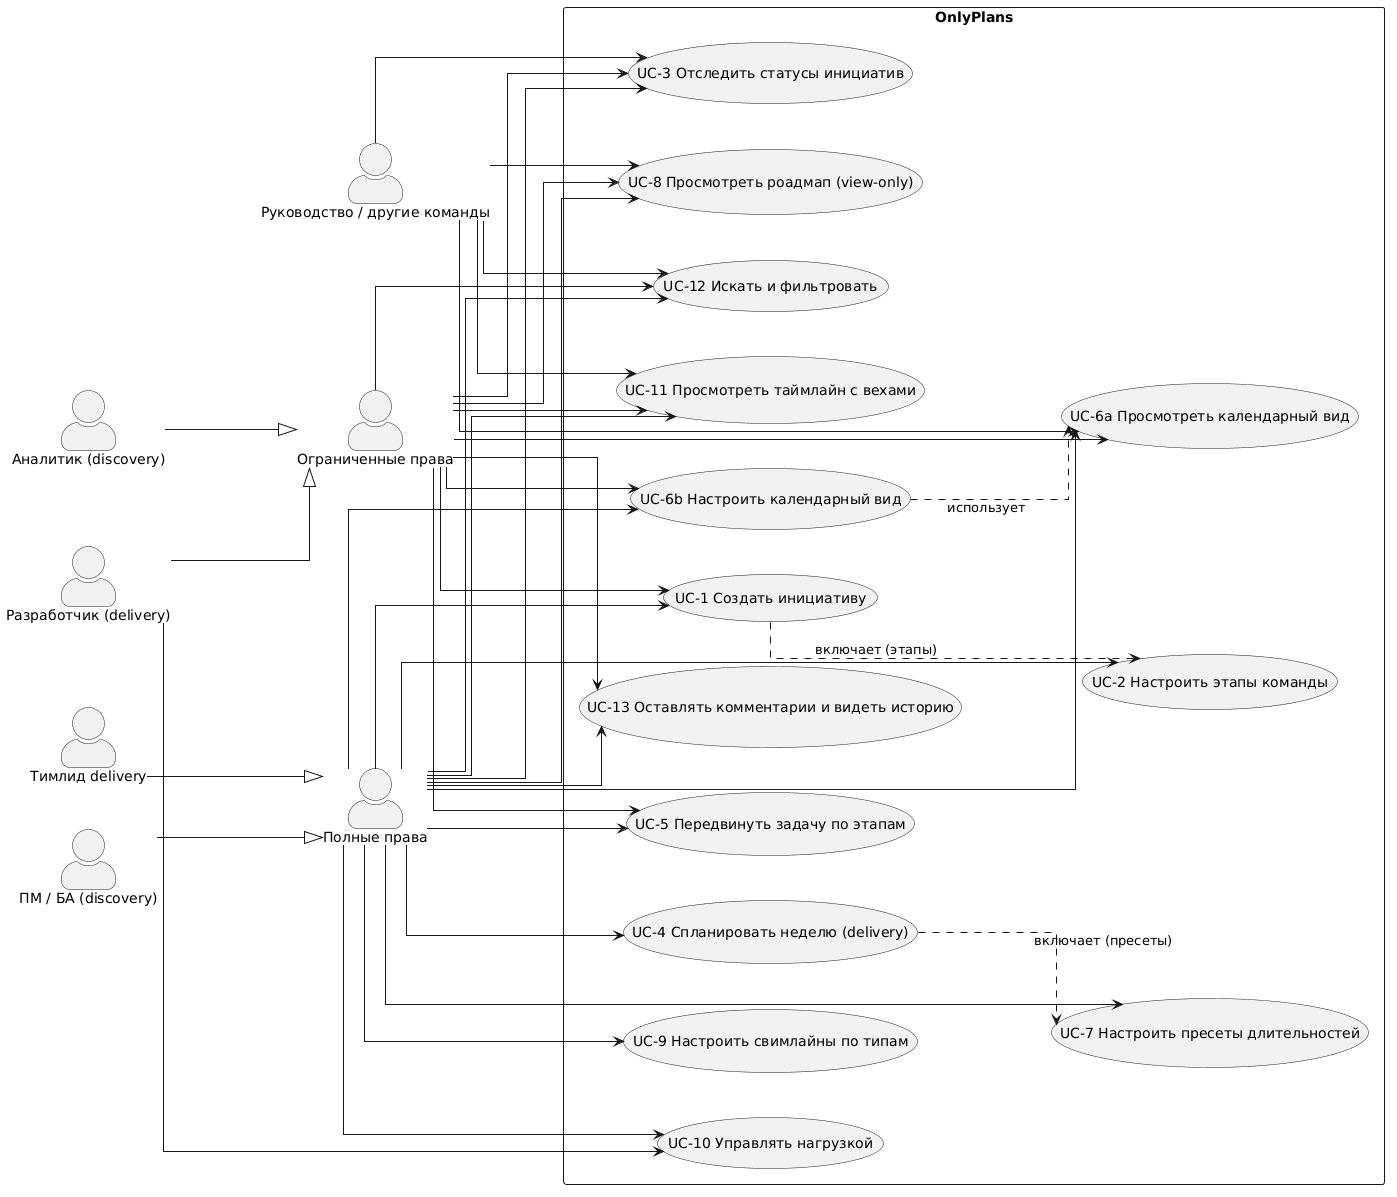 OnlyPlans
UC-3 Отследить статусы инициатив
UC-8 Просмотреть роадмап (view-only)
Руководство / другие команды
UC-12 Искать и фильтровать
UC-11 Просмотреть таймлайн с вехами
UC-6a Просмотреть календарный вид
Аналитик (discovery)
Ограниченные права
UC-6b Настроить календарный вид
использует
UC-1 Создать инициативу
Разработчик (delivery)
включает (этапы)
UC-2 Настроить этапы команды
UC-13 Оставлять комментарии и видеть историю
Тимлид delivery
UC-5 Передвинуть задачу по этапам
Полные права
ПМ / БА (discovery)
UC-4 Спланировать неделю (delivery)
включает (пресеты)
UC-7 Настроить пресеты длительностей
UC-9 Настроить свимлайны по типам
UC-10 Управлять нагрузкой